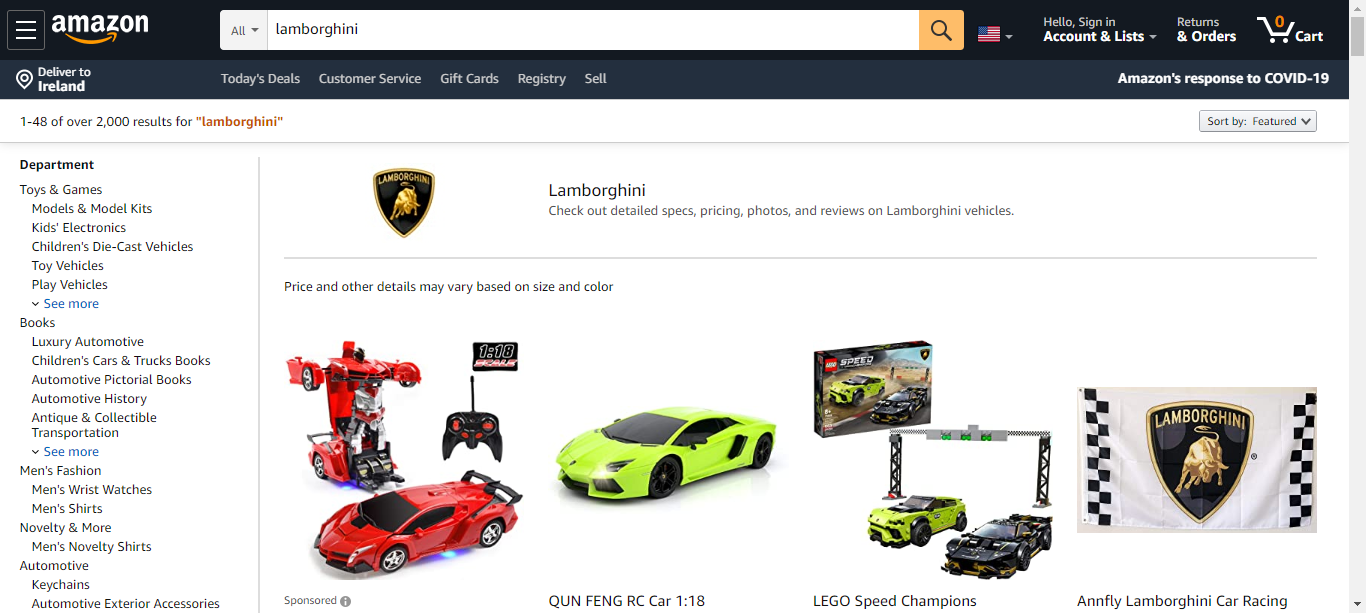 amazon
All
lamborghini
Hello, Sign in
Account & Lists
Returns
& Orders
0
Cart
Deliver to
Ireland
Today's Deals
Customer Service
Gift Cards
Registry
Sell
Amazon's response to COVID-19
1-48 of over 2,000 results for "lamborghini"
Sort by: Featured
Department
Toys & Games
Models & Model Kits
Kids' Electronics
Children's Die-Cast Vehicles
Toy Vehicles
Play Vehicles
See more
Books
Luxury Automotive
Children's Cars & Trucks Books
Automotive Pictorial Books
Automotive History
Antique & Collectible
Transportation
See more
Men's Fashion
Men's Wrist Watches
Men's Shirts
Novelty & More
Men's Novelty Shirts
Automotive
Keychains
Automotive Exterior Accessories
LAMBORGHINI
Lamborghini
Check out detailed specs, pricing, photos, and reviews on Lamborghini vehicles.
Price and other details may vary based on size and color
1:18
SCALE
Sponsored
QUN FENG RC Car 1:18
LEGO
SPEED
LEGO Speed Champions
LAMBORGHINI
®
Annfly Lamborghini Car Racing